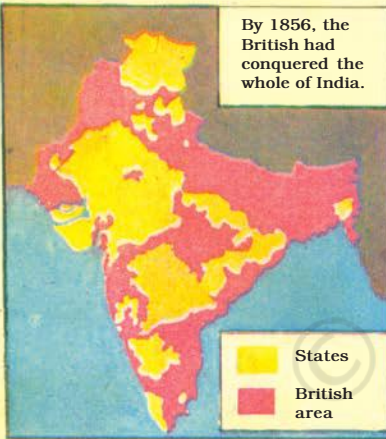 By 1856, the
British had
conquered the
whole of India.
States
British
area
©